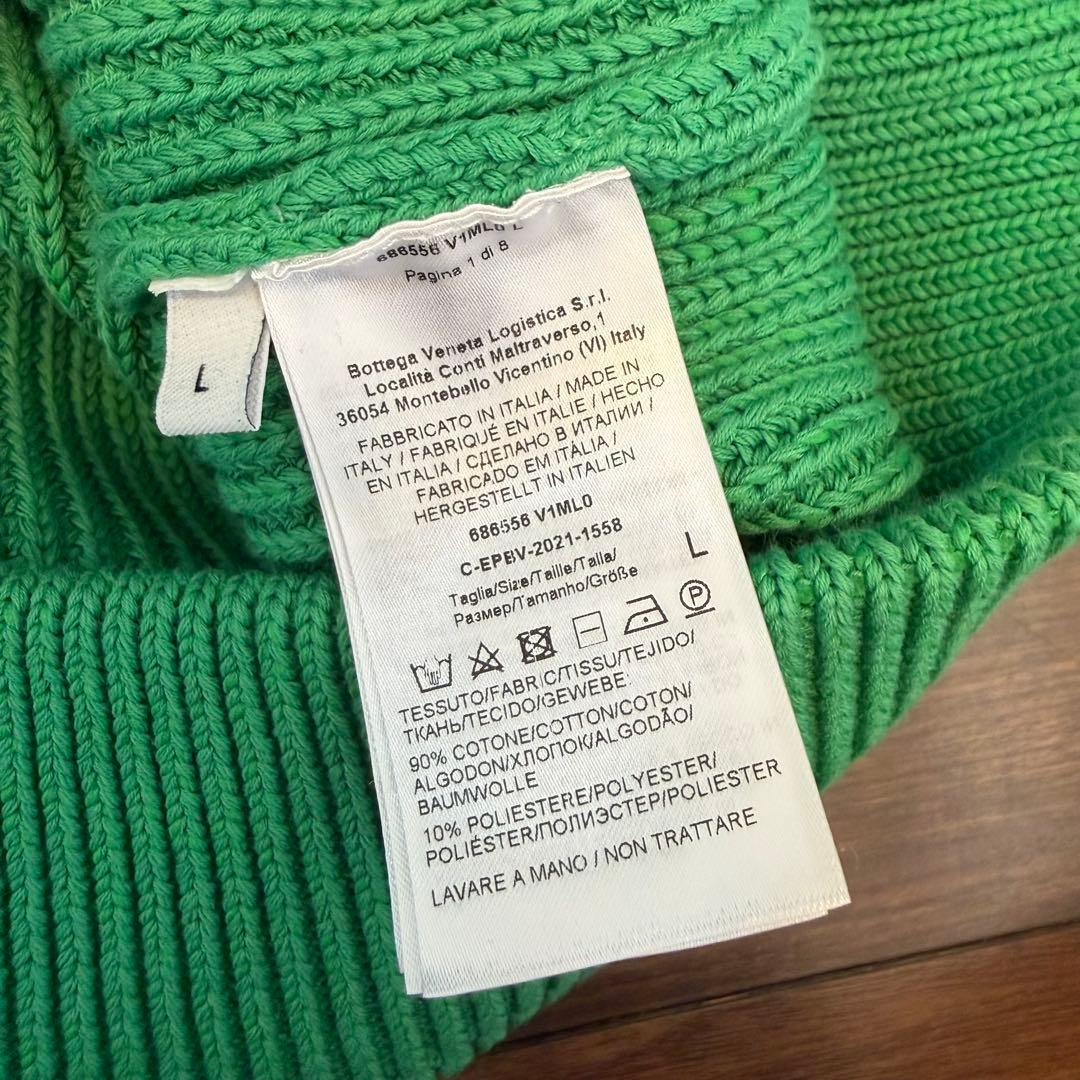 686556 V1ML0 L
Pagina 1 di 8
Bottega Veneta Logistica S.r.l.
Località Conti Maltraverso,1
36054 Montebello Vicentino (VI) Italy
FABBRICATO IN ITALIA / MADE IN
ITALY / FABRIQUÉ EN ITALIE / HECHO
EN ITALIA / СДЕЛАНО В ИТАЛИИ /
FABRICADO EM ITÁLIA /
HERGESTELLT IN ITALIEN
686556 V1ML0
C-EPBV-2021-1558
Taglia/Size/Taille/Talla/
Размер/Tamanho/Größe
L
P
TESSUTO/FABRIC/TISSU/TEJIDO/
ТКАНЬ/TECIDO/GEWEBE:
90% COTONE/COTTON/COTON/
ALGODON/ХЛОПОК/ALGODÃO/
BAUMWOLLE
10% POLIESTERE/POLYESTER/
POLIÉSTER/ПОЛИЭСТЕР/POLIESTER
LAVARE A MANO / NON TRATTARE
L